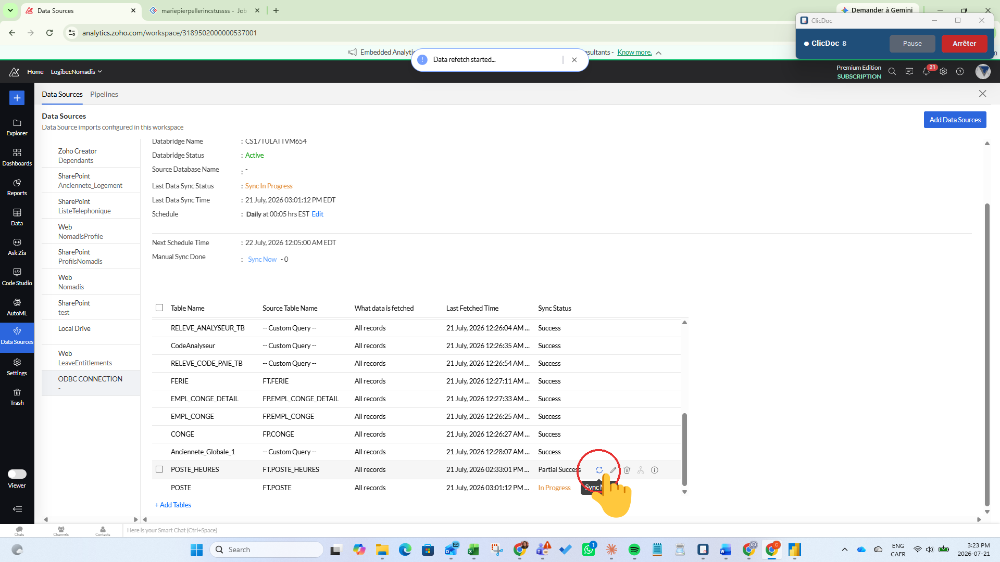 Data Sources
mariepierpellerincstussss - Job
Demander à Gemini
analytics.zoho.com/workspace/3189502000000537001
ClicDoc
ClicDoc 8
Pause
Arrêter
Embedded Analytic
sultants - Know more.
Data refetch started...
Home
LogibecNomadis
Premium Edition
SUBSCRIPTION
21
Data Sources
Pipelines
Data Sources
Data Source imports configured in this workspace
Add Data Sources
Explorer
Dashboards
Reports
Data
Ask Zia
Code Studio
AutoML
Data Sources
Settings
Trash
Viewer
Zoho Creator
Dependants
SharePoint
Anciennete_Logement
SharePoint
ListeTelephonique
Web
NomadisProfile
SharePoint
ProfilsNomadis
Web
Nomadis
SharePoint
test
Local Drive
Web
LeaveEntitlements
ODBC CONNECTION
-
Databridge Name : CS17TULATTVM654
Databridge Status : Active
Source Database Name : -
Last Data Sync Status : Sync In Progress
Last Data Sync Time : 21 July, 2026 03:01:12 PM EDT
Schedule : Daily at 00:05 hrs EST Edit
Next Schedule Time : 22 July, 2026 12:05:00 AM EDT
Manual Sync Done : Sync Now - 0
Table Name Source Table Name What data is fetched Last Fetched Time Sync Status
RELEVE_ANALYSEUR_TB -- Custom Query -- All records 21 July, 2026 12:26:04 AM ... Success
CodeAnalyseur -- Custom Query -- All records 21 July, 2026 12:26:35 AM ... Success
RELEVE_CODE_PAIE_TB -- Custom Query -- All records 21 July, 2026 12:26:54 AM ... Success
FERIE FT.FERIE All records 21 July, 2026 12:27:11 AM ... Success
EMPL_CONGE_DETAIL FP.EMPL_CONGE_DETAIL All records 21 July, 2026 12:27:33 AM ... Success
EMPL_CONGE FP.EMPL_CONGE All records 21 July, 2026 12:26:25 AM ... Success
CONGE FP.CONGE All records 21 July, 2026 12:26:27 AM ... Success
Anciennete_Globale_1 -- Custom Query -- All records 21 July, 2026 12:28:07 AM ... Success
POSTE_HEURES FT.POSTE_HEURES All records 21 July, 2026 02:33:01 PM ... Partial Success
POSTE FT.POSTE All records 21 July, 2026 03:01:12 PM ... In Progress
Sync
+ Add Tables
Chats
Channels
Contacts
Here is your Smart Chat (Ctrl+Space)
Search
1
ENG
CAFR
3:23 PM
2026-07-21